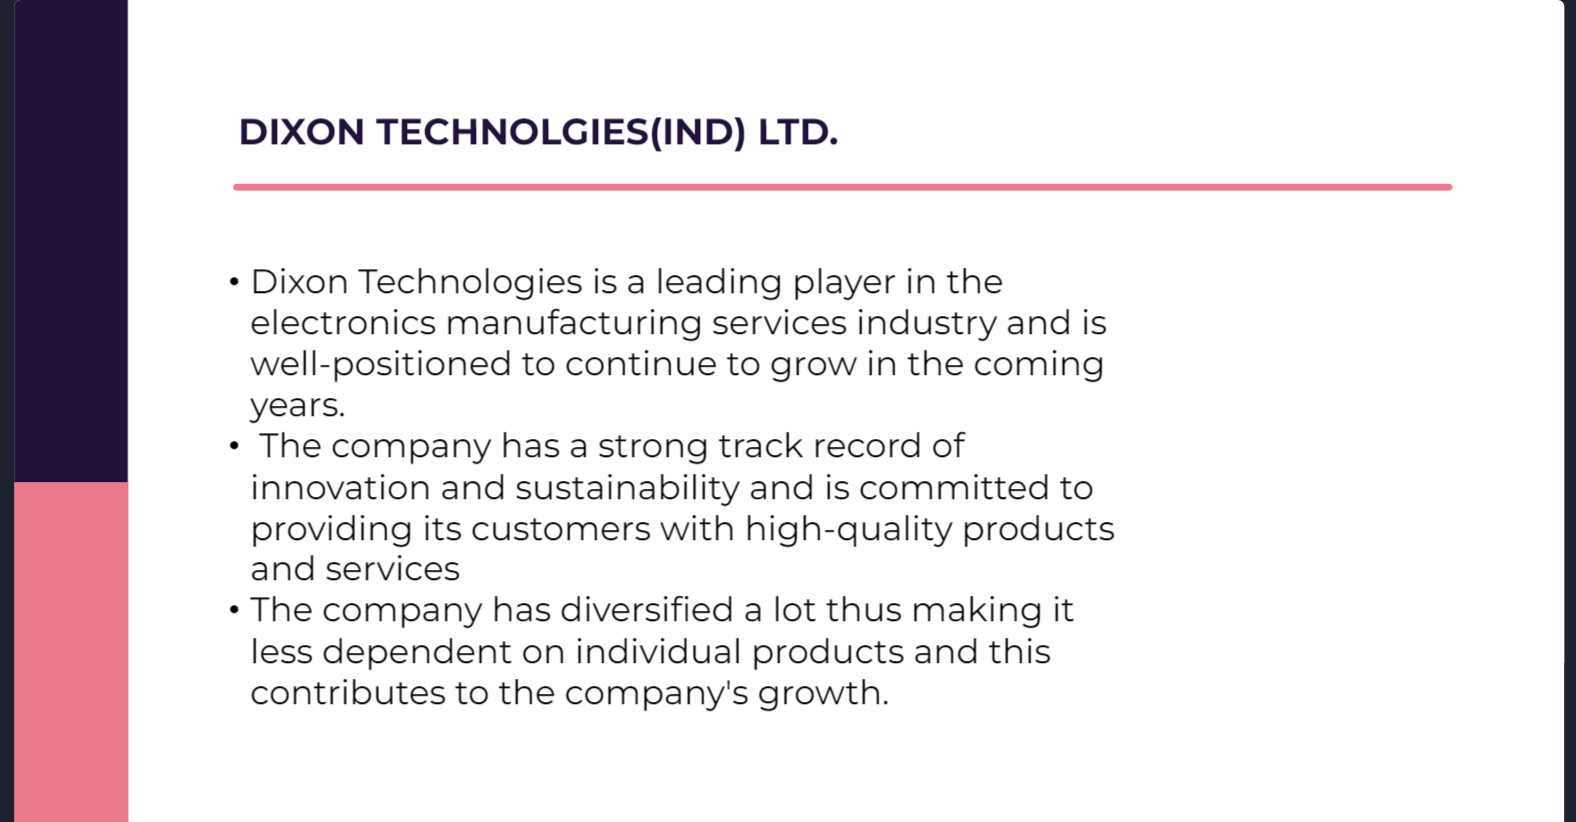 DIXON TECHNOLGIES(IND) LTD.
• Dixon Technologies is a leading player in the
electronics manufacturing services industry and is
well-positioned to continue to grow in the coming
years.
• The company has a strong track record of
innovation and sustainability and is committed to
providing its customers with high-quality products
and services
• The company has diversified a lot thus making it
less dependent on individual products and this
contributes to the company's growth.